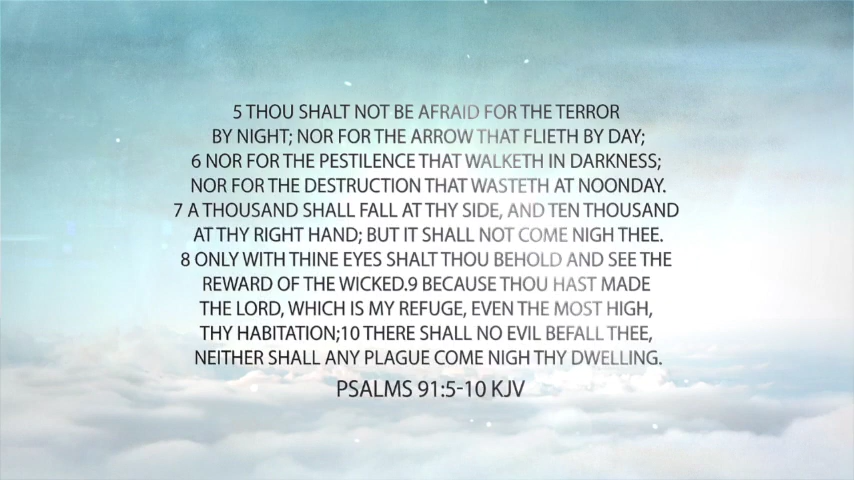 5 THOU SHALT NOT BE AFRAID FOR THE TERROR
BY NIGHT; NOR FOR THE ARROW THAT FLIETH BY DAY;
6 NOR FOR THE PESTILENCE THAT WALKETH IN DARKNESS;
NOR FOR THE DESTRUCTION THAT WASTETH AT NOONDAY.
7 A THOUSAND SHALL FALL AT THY SIDE, AND TEN THOUSAND
AT THY RIGHT HAND; BUT IT SHALL NOT COME NIGH THEE.
8 ONLY WITH THINE EYES SHALT THOU BEHOLD AND SEE THE
REWARD OF THE WICKED.9 BECAUSE THOU HAST MADE
THE LORD, WHICH IS MY REFUGE, EVEN THE MOST HIGH,
THY HABITATION;10 THERE SHALL NO EVIL BEFALL THEE,
NEITHER SHALL ANY PLAGUE COME NIGH THY DWELLING.
PSALMS 91:5-10 KJV